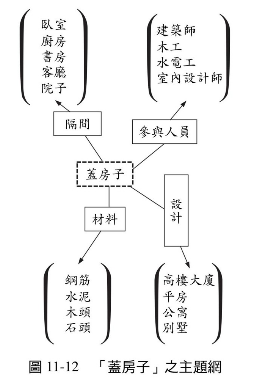 臥室
廚房
書房
客廳
院子
建築師
木工
水電工
室內設計師
隔間
參與人員
蓋房子
材料
設計
鋼筋
水泥
木頭
石頭
高樓大廈
平房
公寓
別墅
圖 11-12 「蓋房子」之主題網